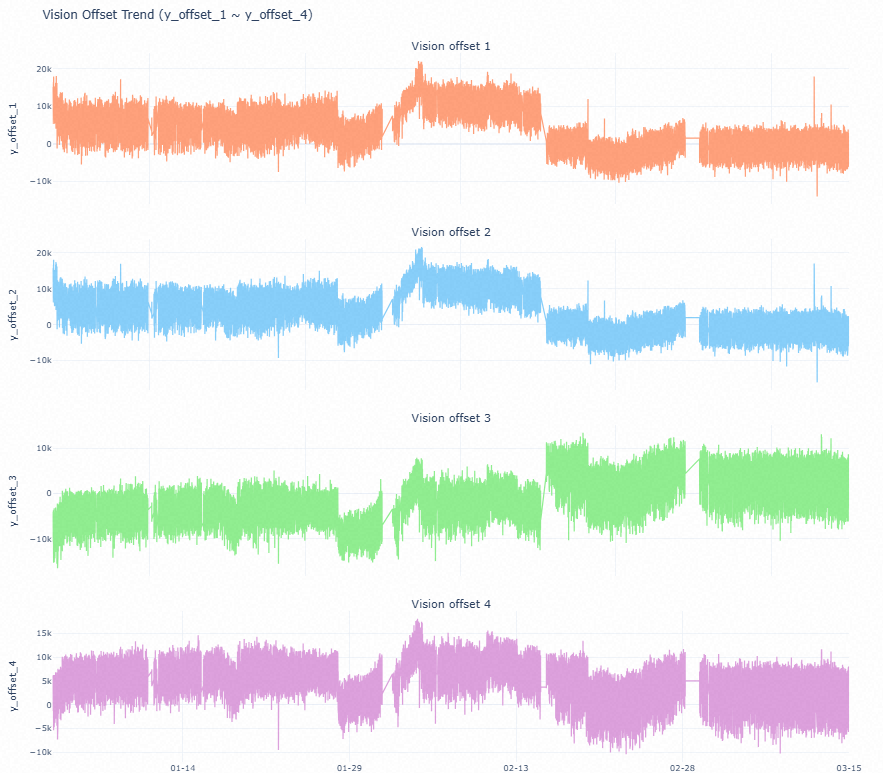 Vision Offset Trend (y_offset_1 ~ y_offset_4)
Vision offset 1
y_offset_1
20k
10k
0
−10k
Vision offset 2
y_offset_2
20k
10k
0
−10k
Vision offset 3
y_offset_3
10k
0
−10k
Vision offset 4
y_offset_4
15k
10k
5k
0
−5k
−10k
01-14
01-29
02-13
02-28
03-15